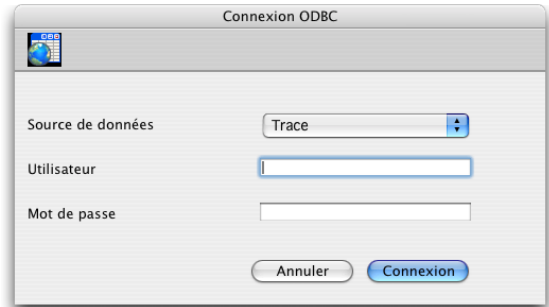 Connexion ODBC
Source de données
Trace
Utilisateur
Mot de passe
Annuler
Connexion